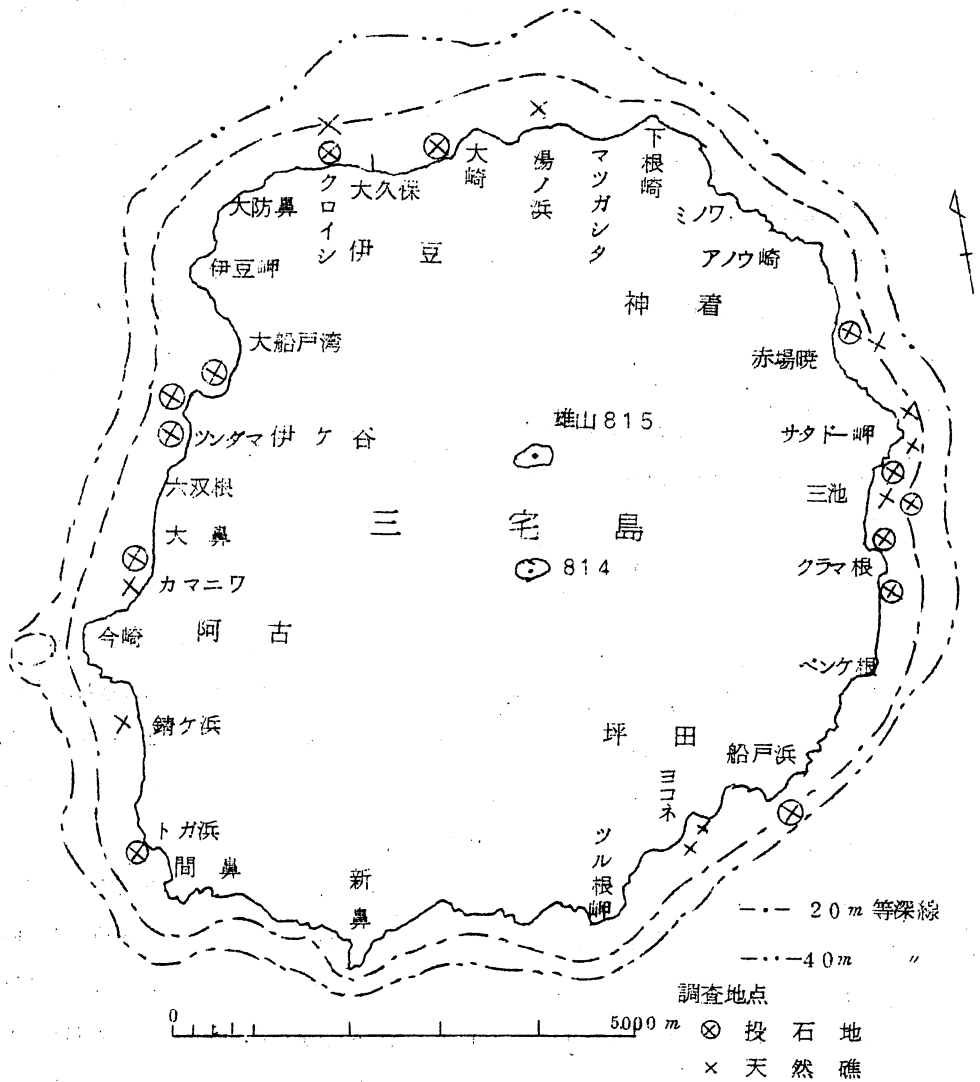 大崎
湯ノ浜
マツガシタ
下根崎
クロイシ
大久保
大防鼻
ミノワ
伊豆
伊豆岬
アノウ崎
神着
大船戸湾
赤場暁
雄山815
サタドー岬
ツンダマ
伊ケ谷
六双根
三池
三宅島
大鼻
814
クラマ根
カマニワ
今崎
阿古
ベンケ根
錆ケ浜
坪田
船戸浜
ヨコネ
トガ浜
間鼻
新鼻
ツル根岬
20m等深線
40m 〃
調査地点
0 5000m
⊗ 投石地
× 天然礁